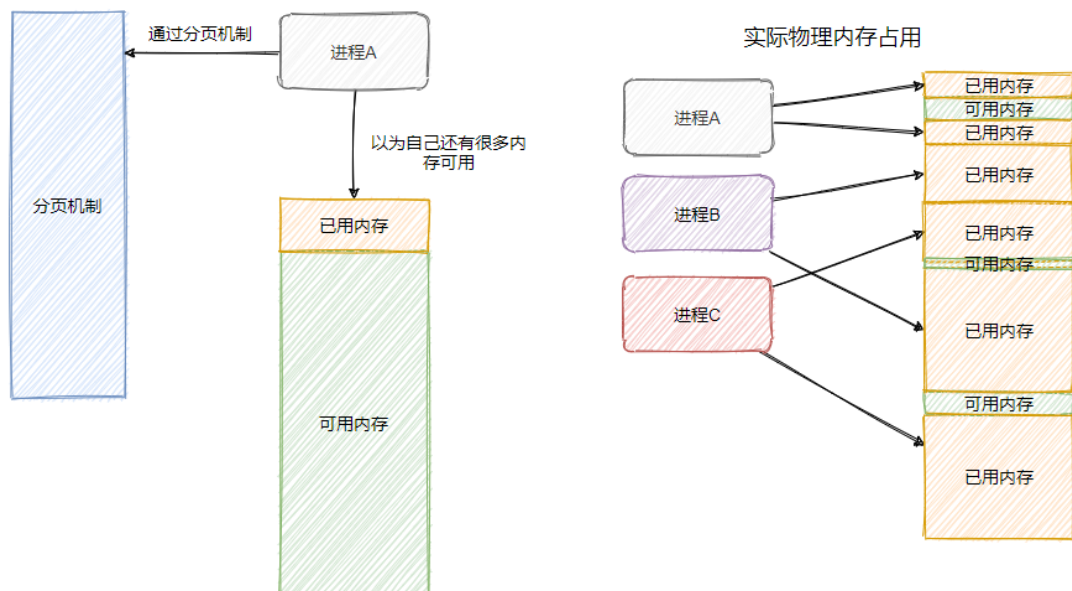 通过分页机制
进程A
以为自己还有很多内
存可用
分页机制
已用内存
可用内存
实际物理内存占用
进程A
进程B
进程C
已用内存
可用内存
已用内存
已用内存
已用内存
可用内存
已用内存
可用内存
已用内存